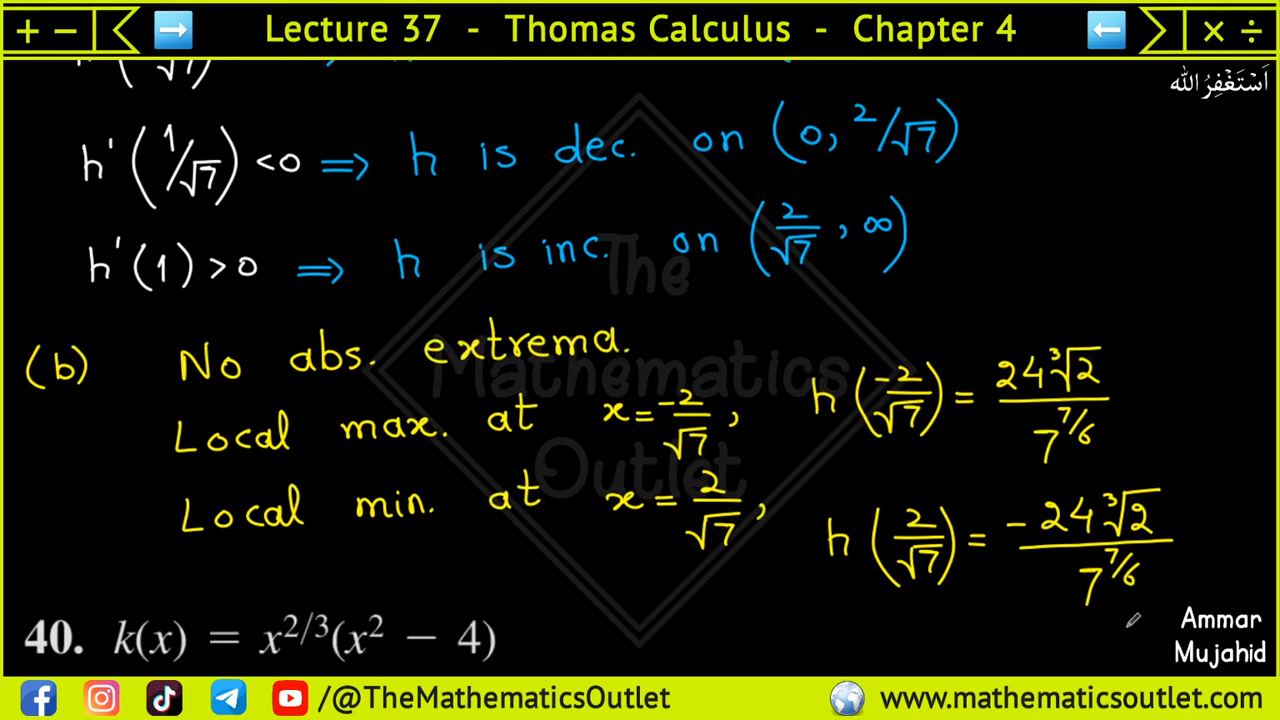 Lecture 37 - Thomas Calculus - Chapter 4
اَسْتَغْفِرُ اللّٰه
h'(1/√7) < 0 ⟹ h is dec. on (0, 2/√7)
h'(1) > 0 ⟹ h is inc. on (2/√7, ∞)
(b) No abs. extrema.
Local max. at x = -2/√7, h(-2/√7) = 24∛2/7^(7/6)
Local min. at x = 2/√7, h(2/√7) = -24∛2/7^(7/6)
The
Mathematics
Outlet
40. k(x) = x^(2/3)(x² − 4)
Ammar
Mujahid
/@TheMathematicsOutlet www.mathematicsoutlet.com